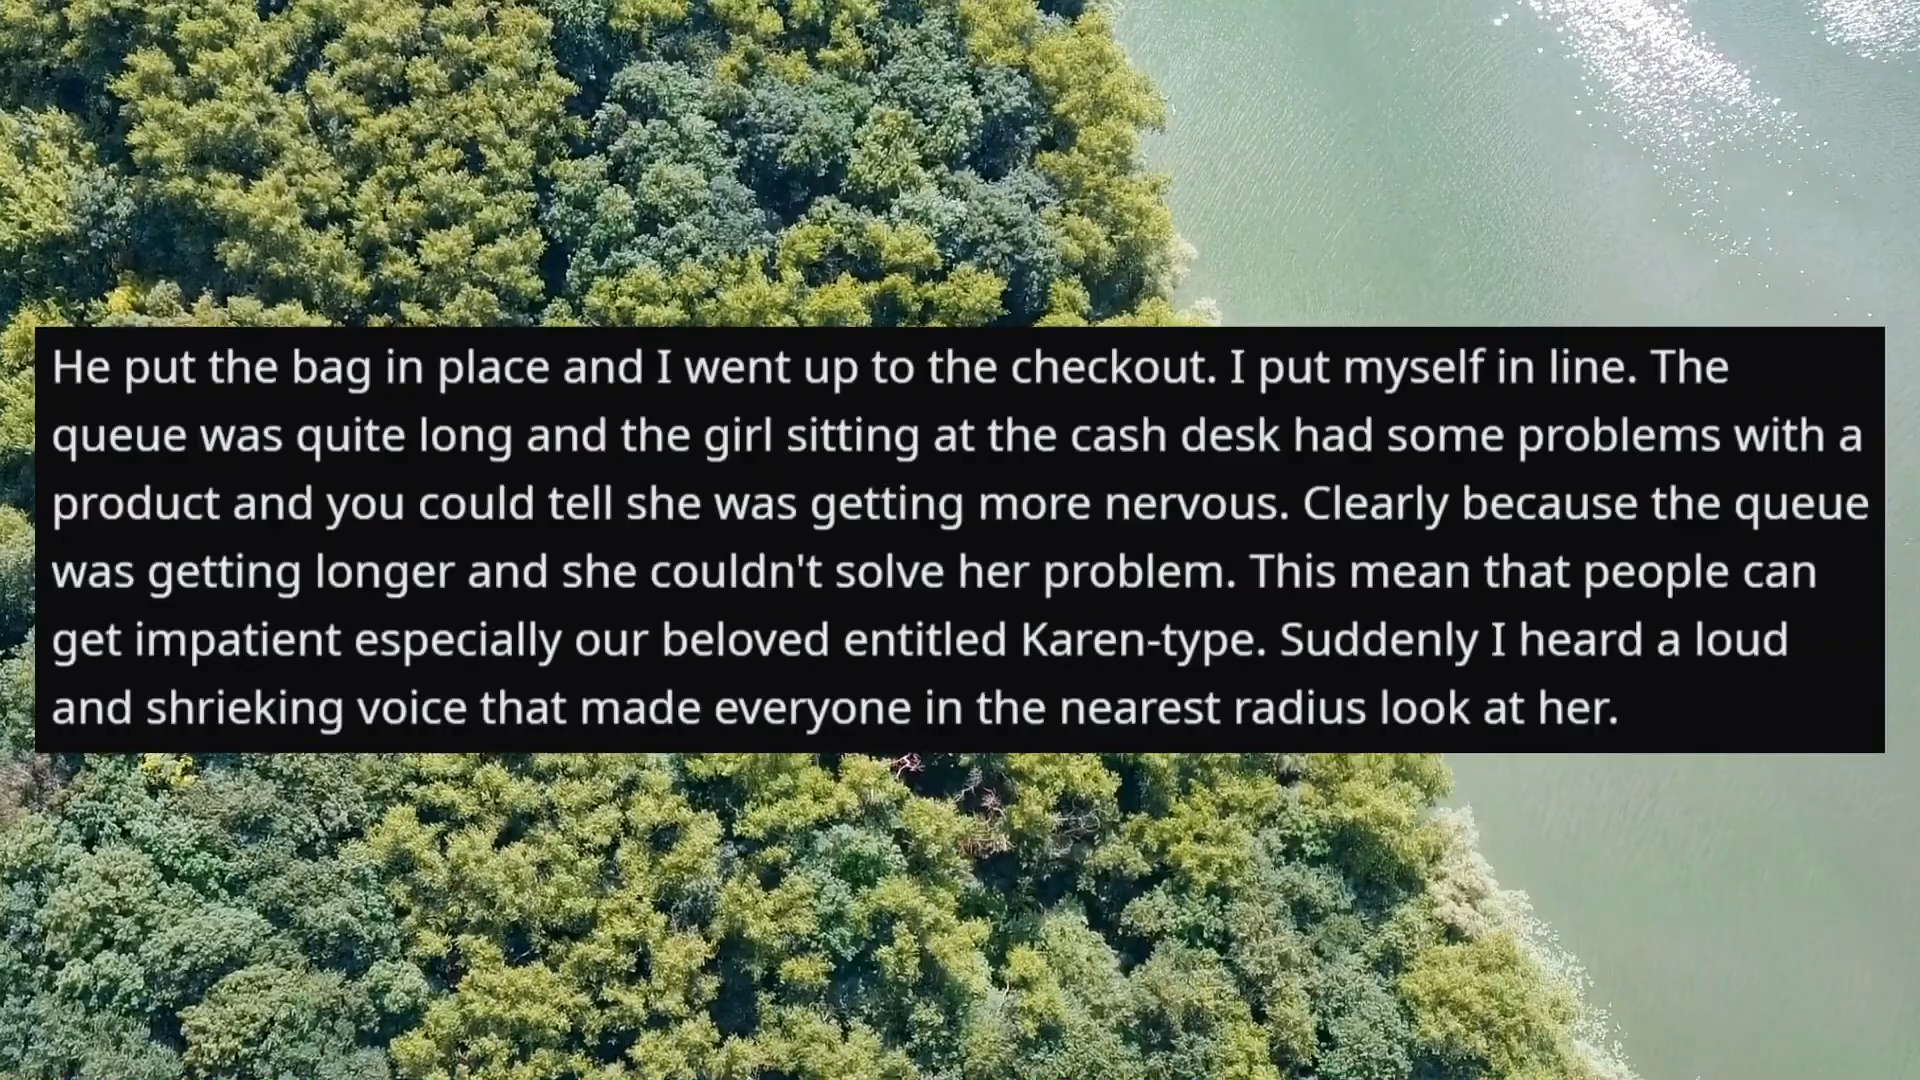 He put the bag in place and I went up to the checkout. I put myself in line. The
queue was quite long and the girl sitting at the cash desk had some problems with a
product and you could tell she was getting more nervous. Clearly because the queue
was getting longer and she couldn't solve her problem. This mean that people can
get impatient especially our beloved entitled Karen-type. Suddenly I heard a loud
and shrieking voice that made everyone in the nearest radius look at her.